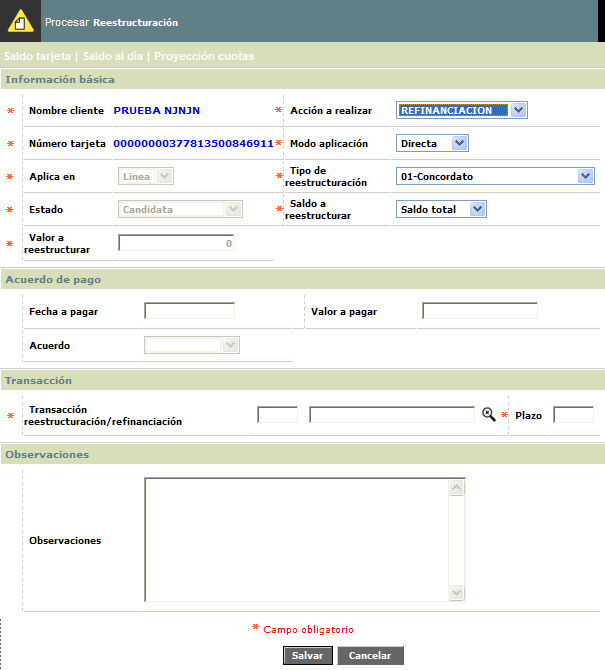 Procesar Reestructuración
Saldo tarjeta | Saldo al día | Proyección cuotas
Información básica
* Nombre cliente PRUEBA NJNJN * Acción a realizar REFINANCIACION
* Número tarjeta 00000000377813500846911 * Modo aplicación Directa
* Aplica en Linea * Tipo de
reestructuración 01-Concordato
* Estado Candidata * Saldo a
reestructurar Saldo total
* Valor a
reestructurar 0
Acuerdo de pago
Fecha a pagar Valor a pagar
Acuerdo
Transacción
* Transacción
reestructuración/refinanciación * Plazo
Observaciones
Observaciones
* Campo obligatorio
Salvar Cancelar